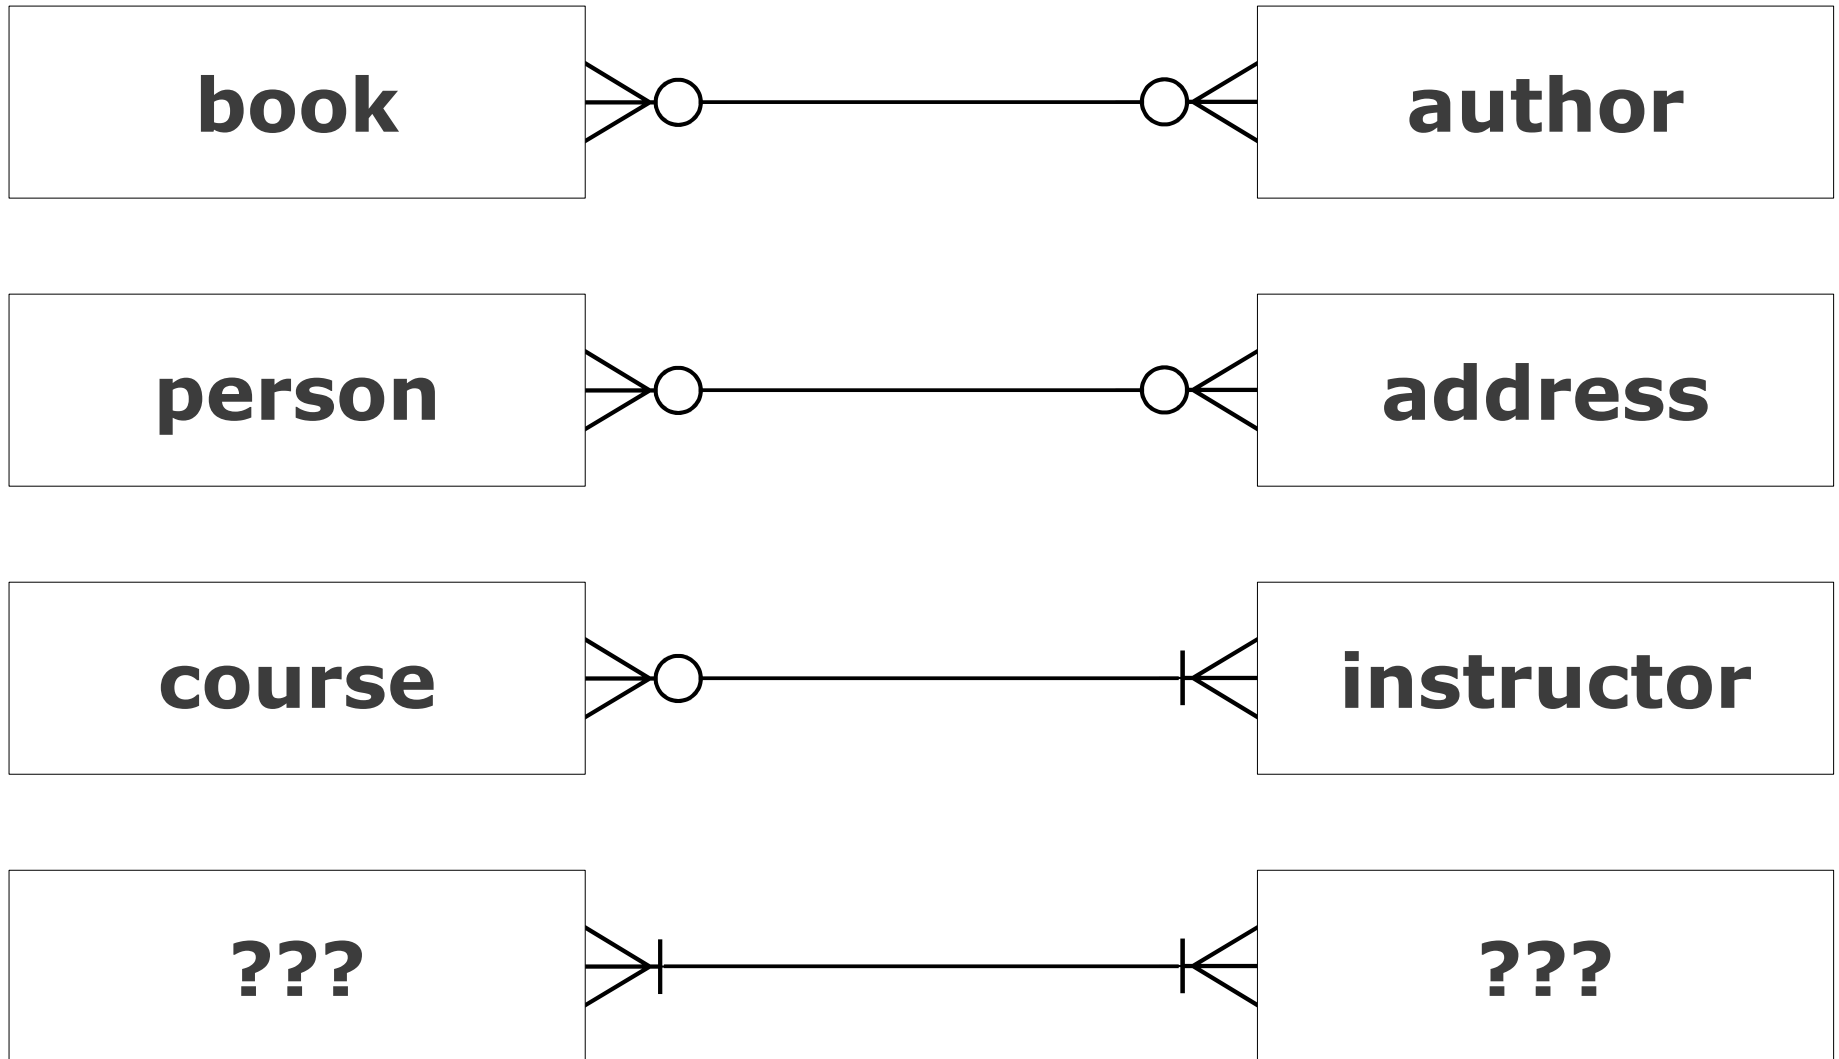 book
author
person
address
course
instructor
???
???